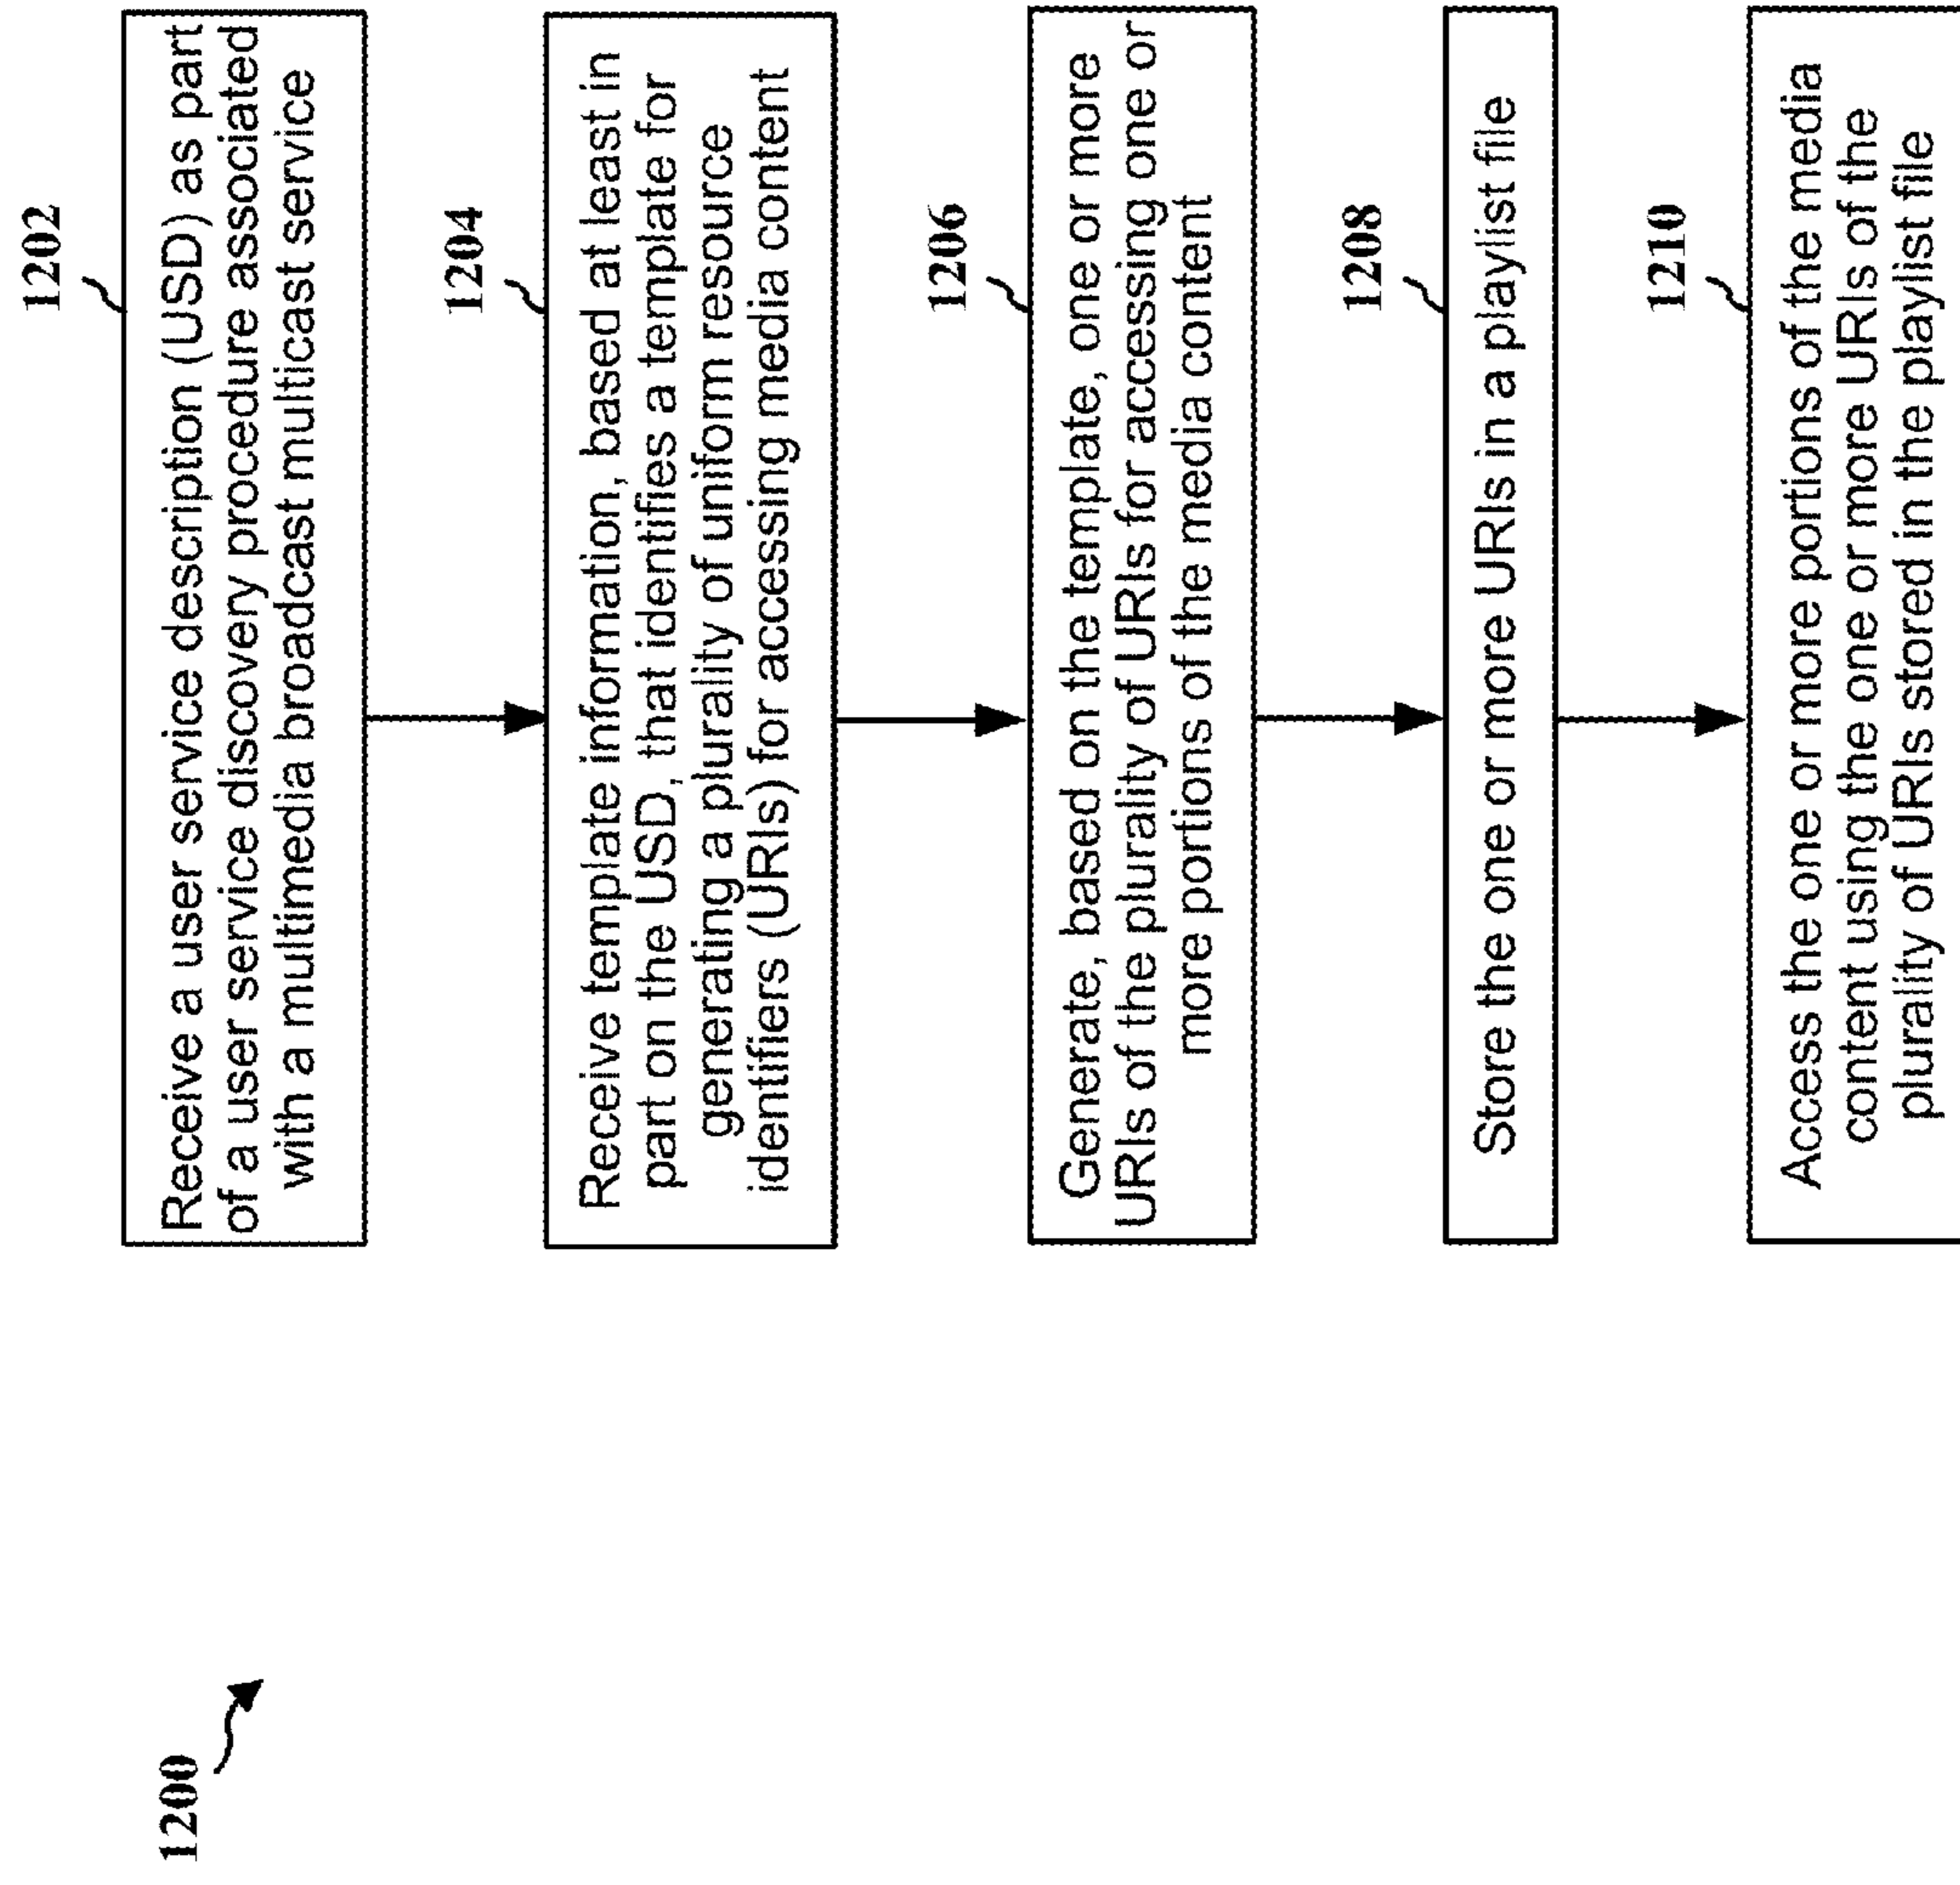 1200
1202
Receive a user service description (USD) as part
of a user service discovery procedure associated
with a multimedia broadcast multicast service
1204
Receive template information, based at least in
part on the USD, that identifies a template for
generating a plurality of uniform resource
identifiers (URIs) for accessing media content
1206
Generate, based on the template, one or more
URIs of the plurality of URIs for accessing one or
more portions of the media content
1208
Store the one or more URIs in a playlist file
1210
Access the one or more portions of the media
content using the one or more URIs of the
plurality of URIs stored in the playlist file